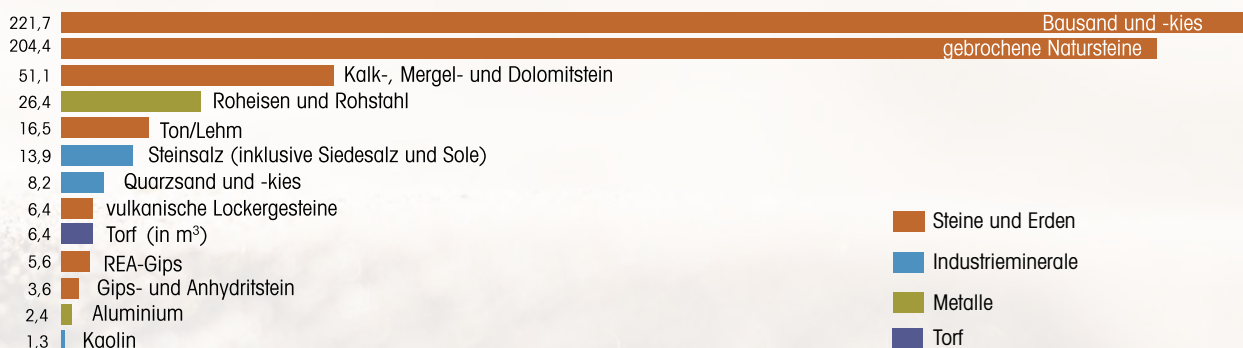 221,7 Bausand und -kies
204,4 gebrochene Natursteine
51,1 Kalk-, Mergel- und Dolomitstein
26,4 Roheisen und Rohstahl
16,5 Ton/Lehm
13,9 Steinsalz (inklusive Siedesalz und Sole)
8,2 Quarzsand und -kies
6,4 vulkanische Lockergesteine
6,4 Torf (in m³)
5,6 REA-Gips
3,6 Gips- und Anhydritstein
2,4 Aluminium
1,3 Kaolin
Steine und Erden
Industrieminerale
Metalle
Torf